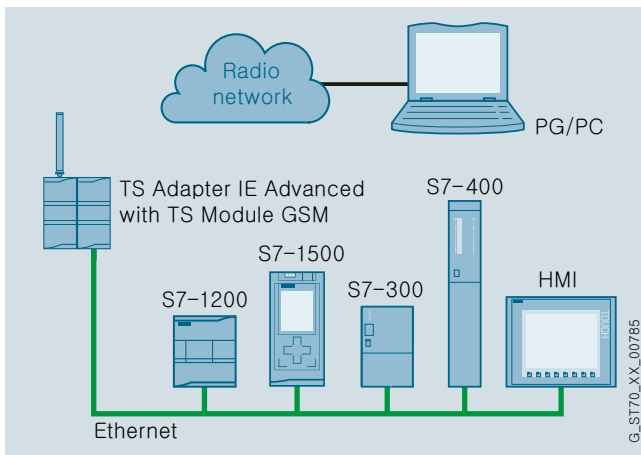 Radio
network
PG/PC
TS Adapter IE Advanced
with TS Module GSM
S7-400
S7-1500
S7-300
HMI
S7-1200
TOUCH
Ethernet
G_ST70_XX_00785